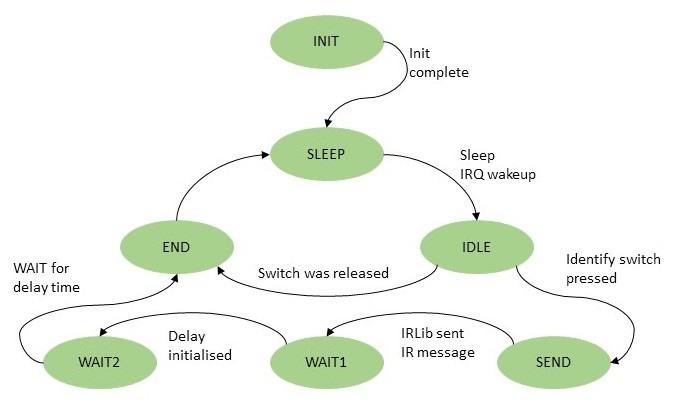 INIT
Init
complete
SLEEP
Sleep
IRQ wakeup
END
IDLE
WAIT for
delay time
Switch was released
Identify switch
pressed
Delay
initialised
IRLib sent
IR message
WAIT2
WAIT1
SEND